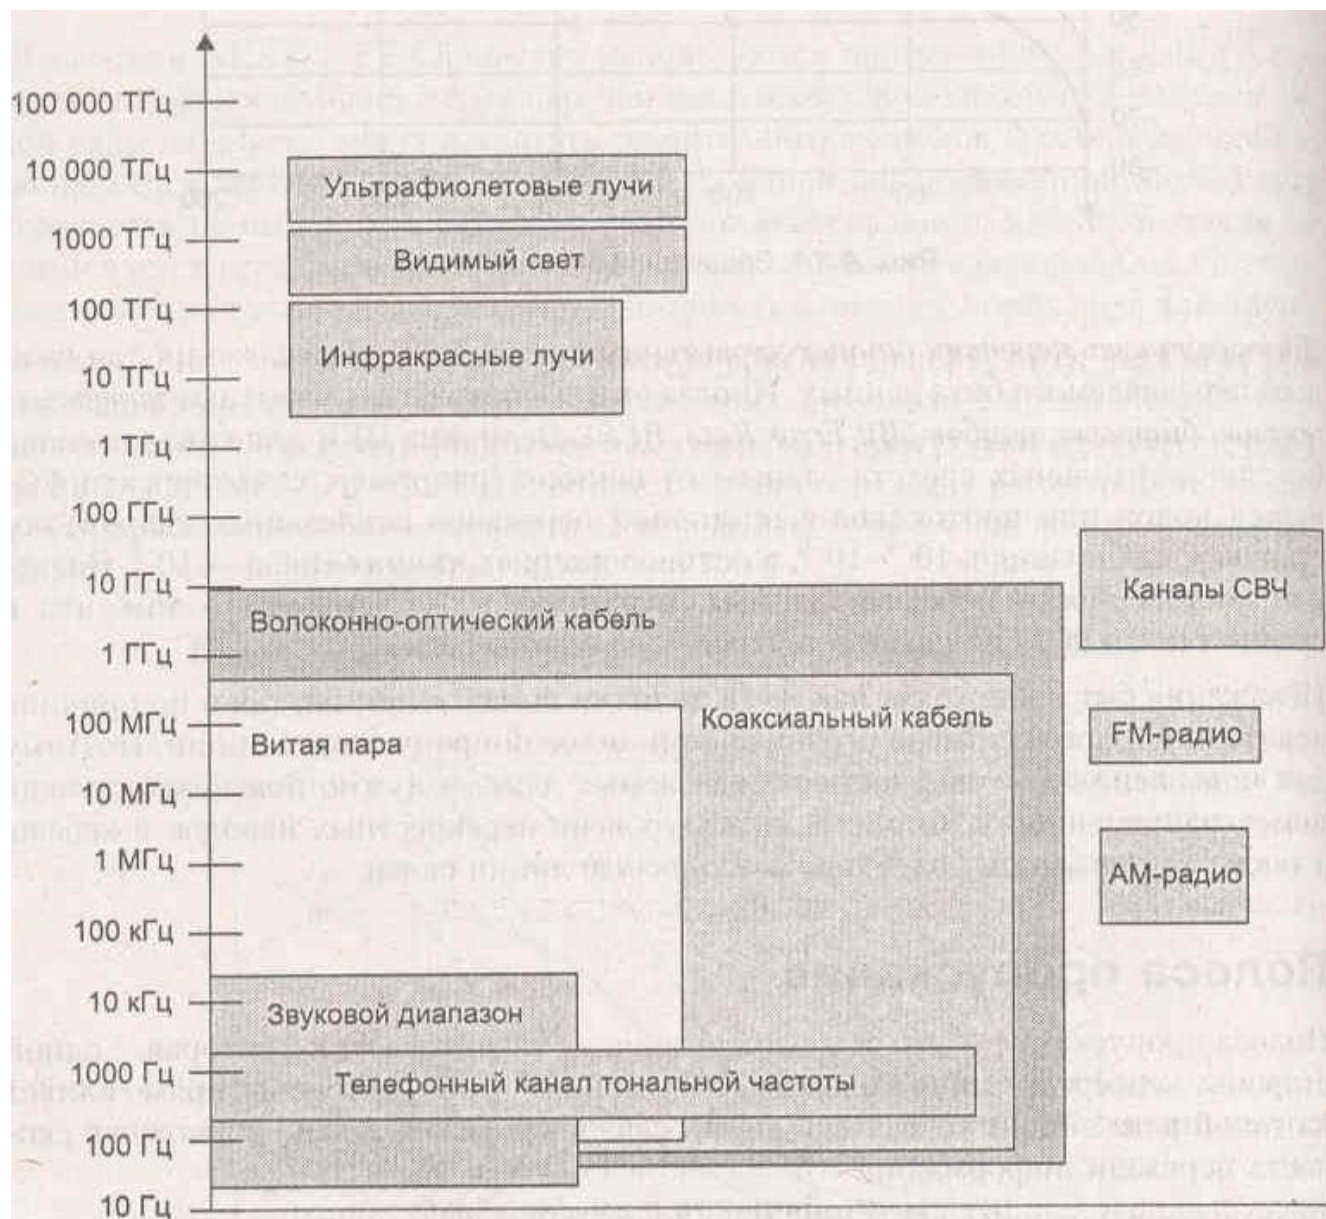 100 000 ТГц
10 000 ТГц
Ультрафиолетовые лучи
1000 ТГц
Видимый свет
100 ТГц
Инфракрасные лучи
10 ТГц
1 ТГц
100 ГГц
10 ГГц
Каналы СВЧ
Волоконно-оптический кабель
1 ГГц
100 МГц
Коаксиальный кабель
FM-радио
Витая пара
10 МГц
1 МГц
АМ-радио
100 кГц
10 кГц
Звуковой диапазон
1000 Гц
Телефонный канал тональной частоты
100 Гц
10 Гц